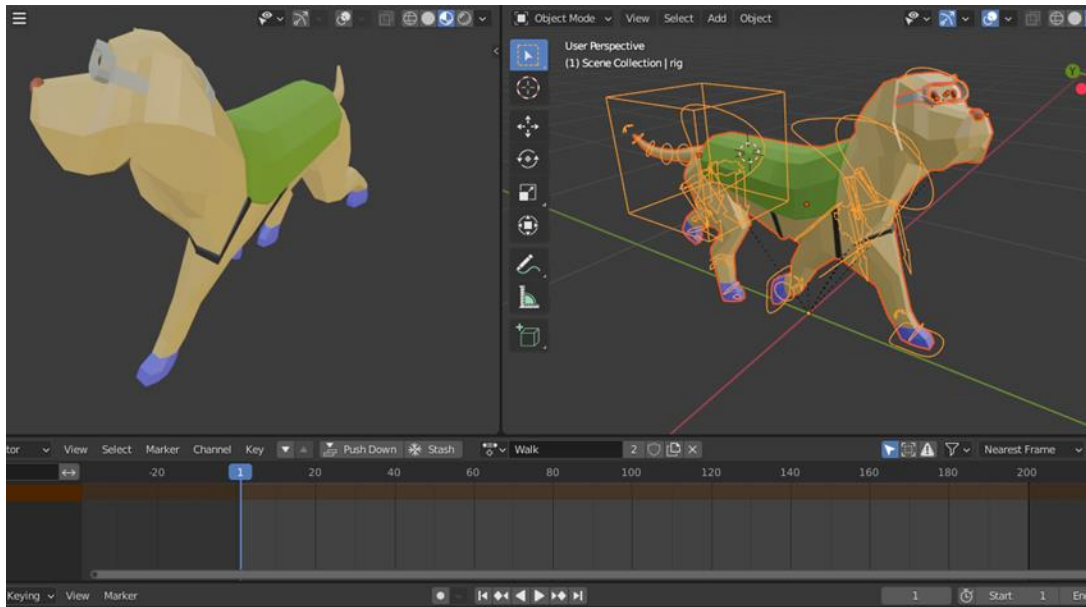 Object Mode View Select Add Object
User Perspective
(1) Scene Collection | rig
Y
tor View Select Marker Channel Key Push Down Stash Walk 2 Nearest Frame
-20 1 20 40 60 80 100 120 140 160 180 200
Keying View Marker 1 Start 1 En